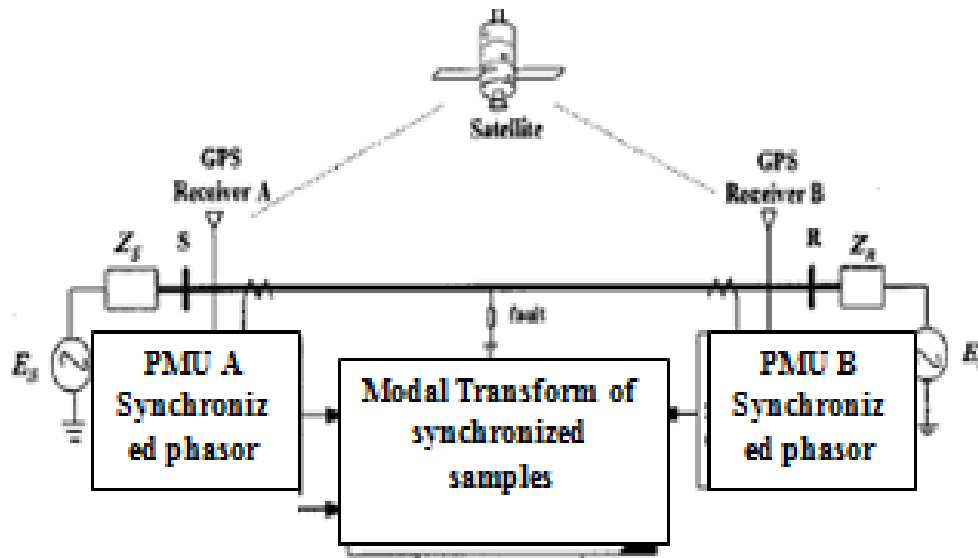 Satellite
GPS
Receiver A
GPS
Receiver B
Z_S
S
R
Z_R
fault
E_S
PMU A
Synchroniz
ed phasor
Modal Transform of
synchronized
samples
PMU B
Synchroniz
ed phasor
E